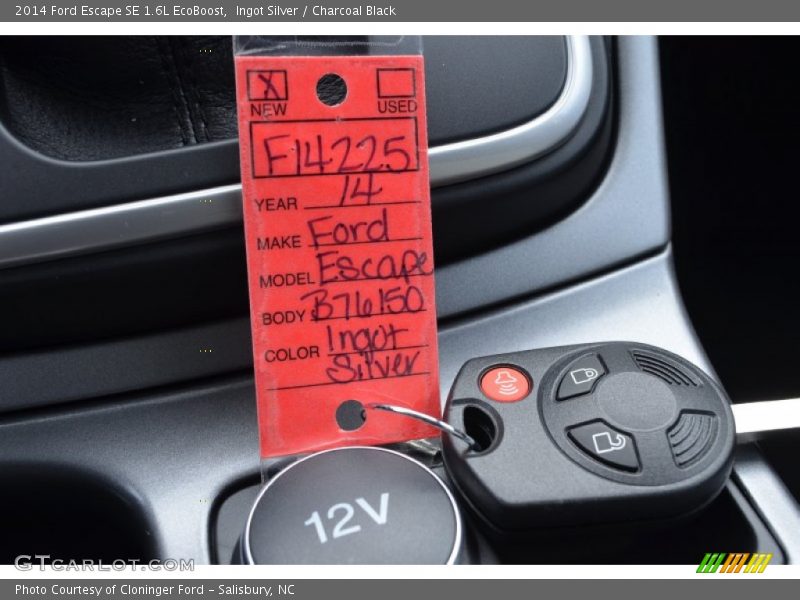 2014 Ford Escape SE 1.6L EcoBoost,  Ingot Silver / Charcoal Black
X
NEW USED
F14225
YEAR 14
MAKE Ford
MODEL Escape
BODY B76150
COLOR Ingot
Silver
12V
GTCARLOT.COM
Photo Courtesy of Cloninger Ford - Salisbury, NC